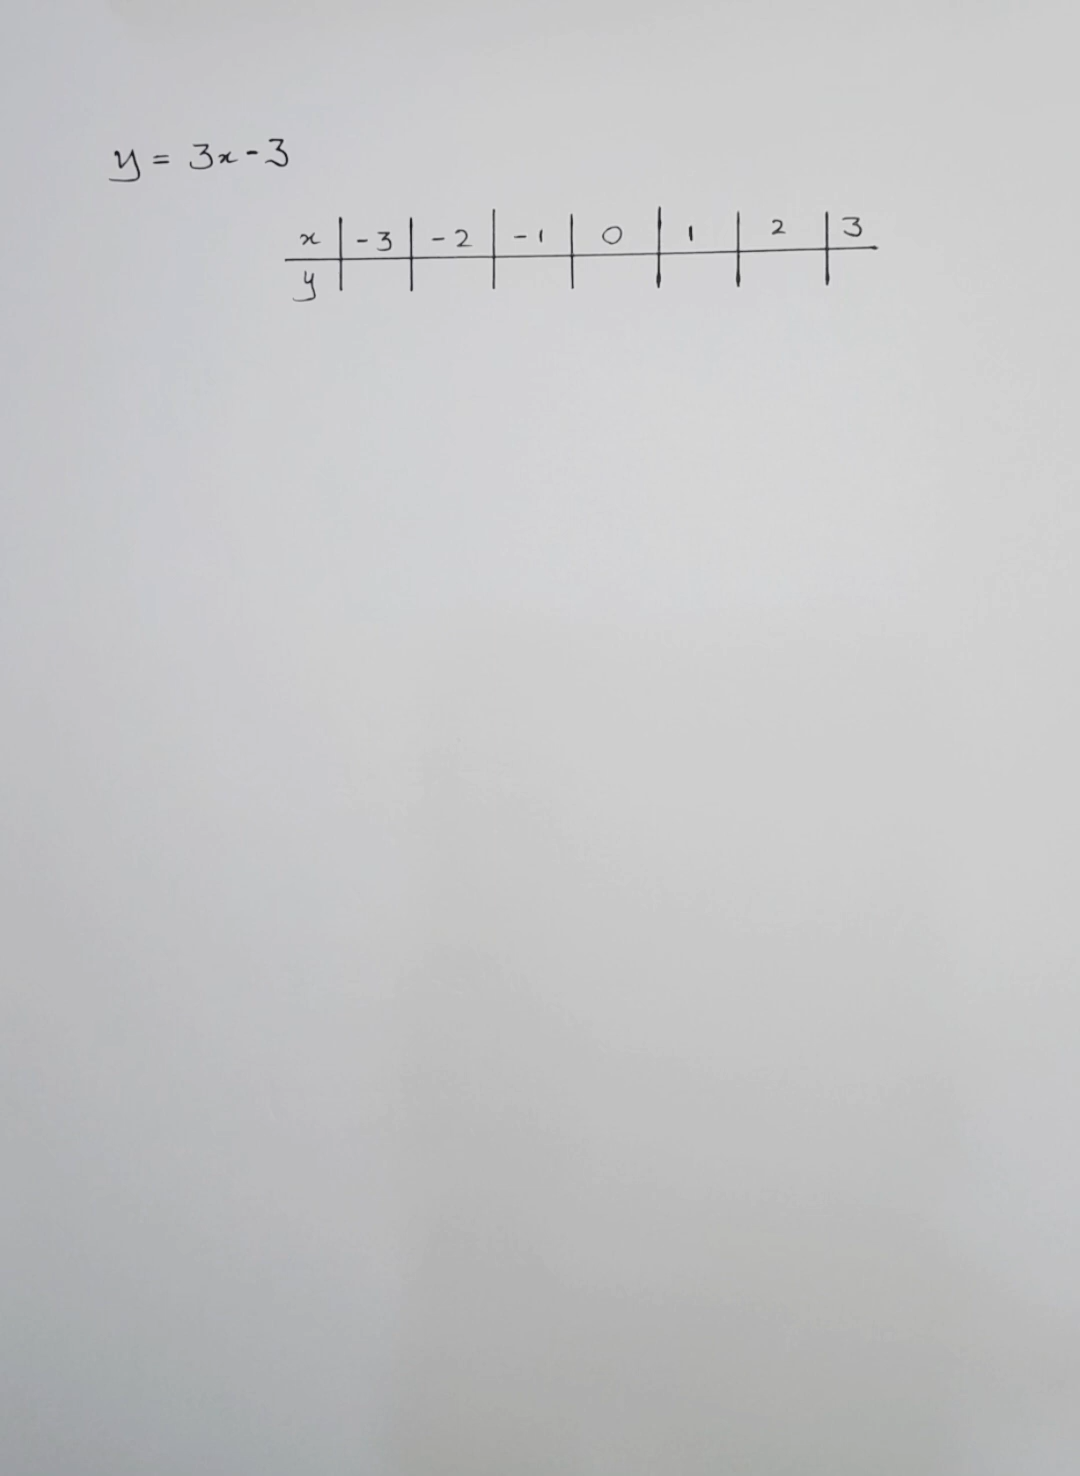 y = 3x - 3
x | -3 | -2 | -1 | 0 | 1 | 2 | 3
y | | | | | | |